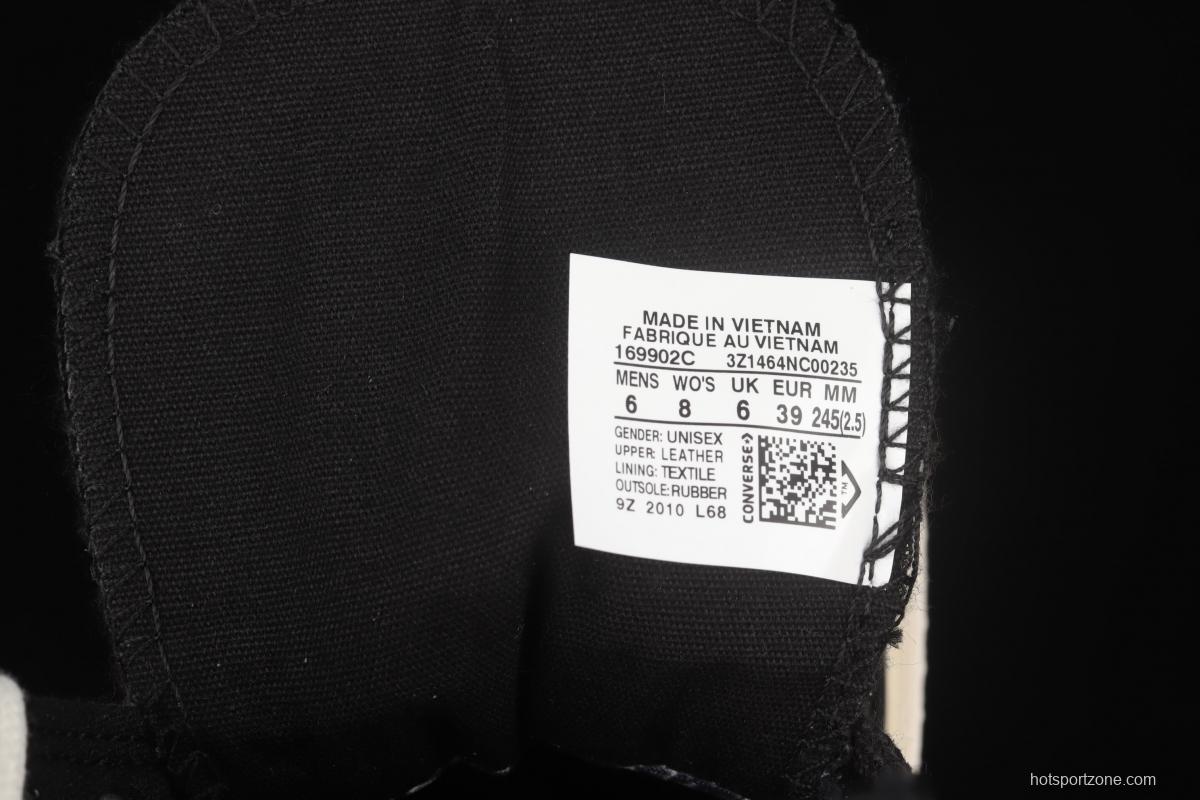 MADE IN VIETNAM
FABRIQUE AU VIETNAM
169902C 3Z1464NC00235
MENS WO'S UK EUR MM
6 8 6 39 245(2.5)
GENDER: UNISEX
UPPER: LEATHER
LINING: TEXTILE
OUTSOLE: RUBBER
9Z 2010 L68
CONVERSE
TM
hotsportzone.com